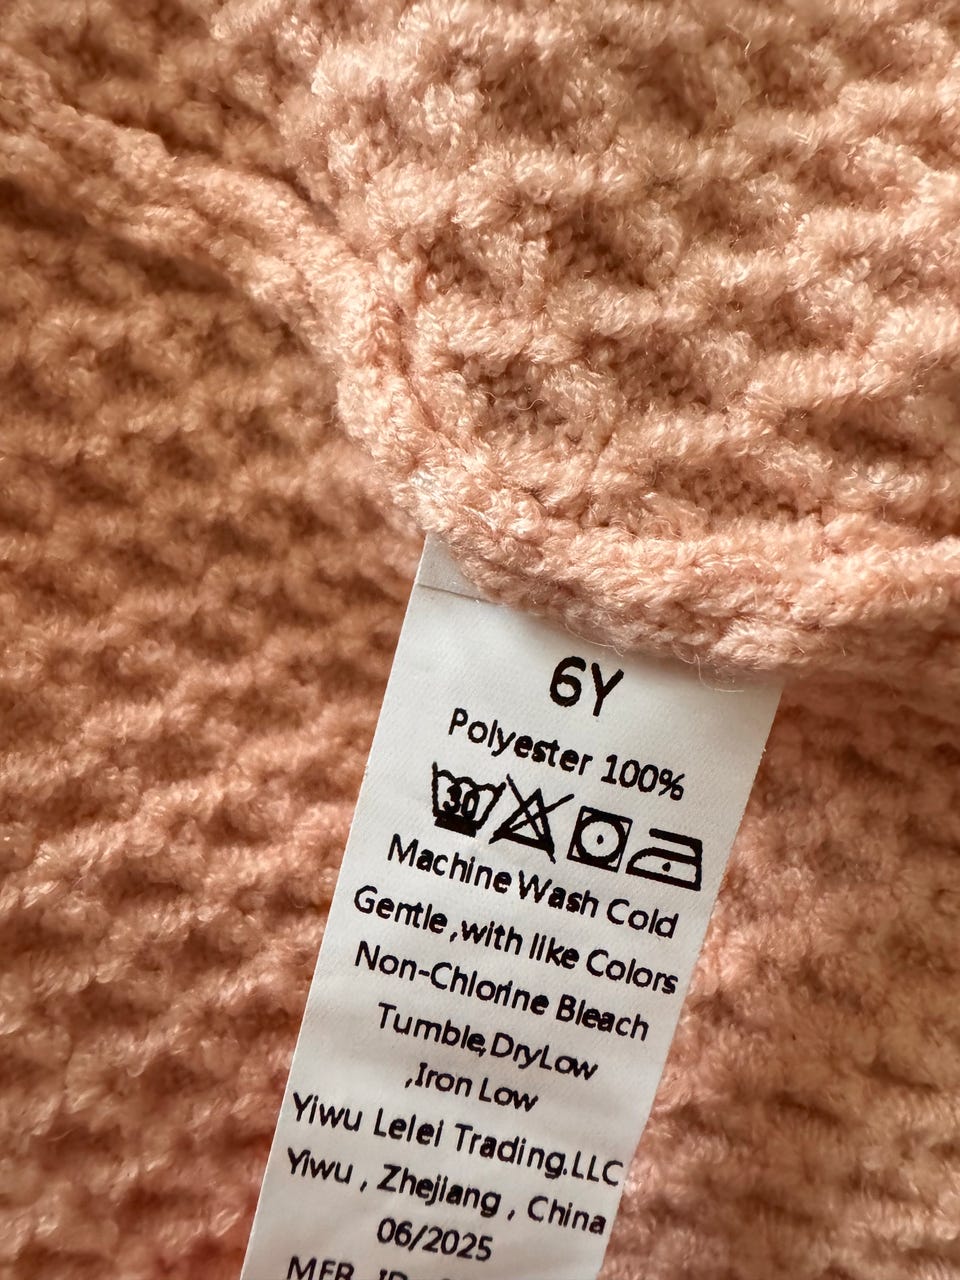 6Y
Polyester 100%
30
Machine Wash Cold
Gentle ,with like Colors
Non-Chlorine Bleach
Tumble,DryLow
,Iron Low
Yiwu Lelei Trading.LLC
Yiwu , Zhejiang , China
06/2025